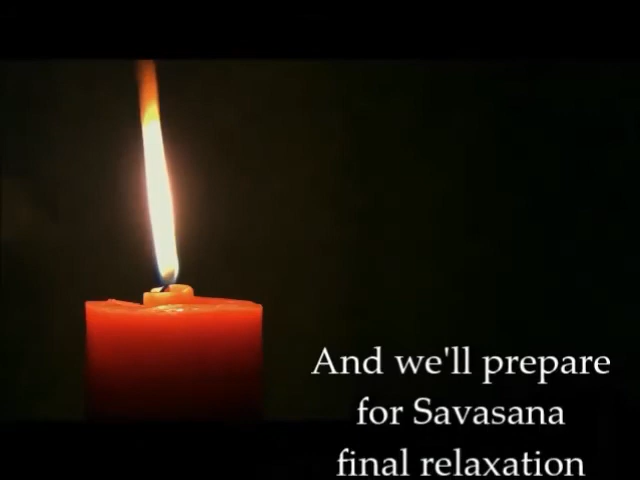 And we'll prepare
for Savasana
final relaxation